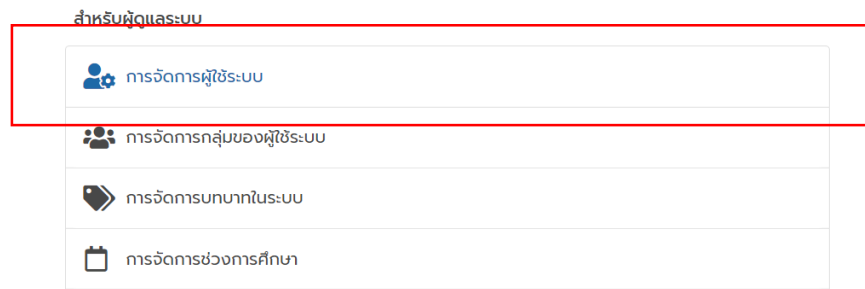 สำหรับผู้ดูแลระบบ
การจัดการผู้ใช้ระบบ
การจัดการกลุ่มของผู้ใช้ระบบ
การจัดการบทบาทในระบบ
การจัดการช่วงการศึกษา